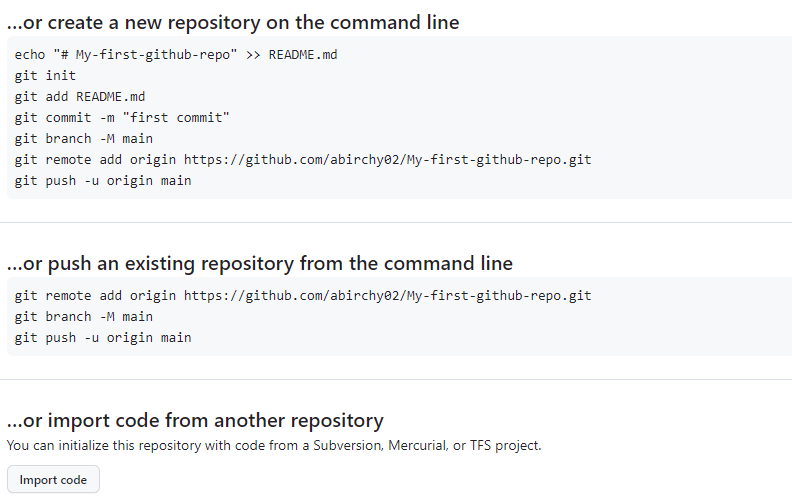 ...or create a new repository on the command line
echo "# My-first-github-repo" >> README.md
git init
git add README.md
git commit -m "first commit"
git branch -M main
git remote add origin https://github.com/abirchy02/My-first-github-repo.git
git push -u origin main
...or push an existing repository from the command line
git remote add origin https://github.com/abirchy02/My-first-github-repo.git
git branch -M main
git push -u origin main
...or import code from another repository
You can initialize this repository with code from a Subversion, Mercurial, or TFS project.
Import code